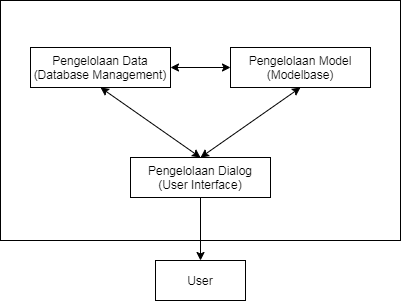 Pengelolaan Data
(Database Management)
Pengelolaan Model
(Modelbase)
Pengelolaan Dialog
(User Interface)
User